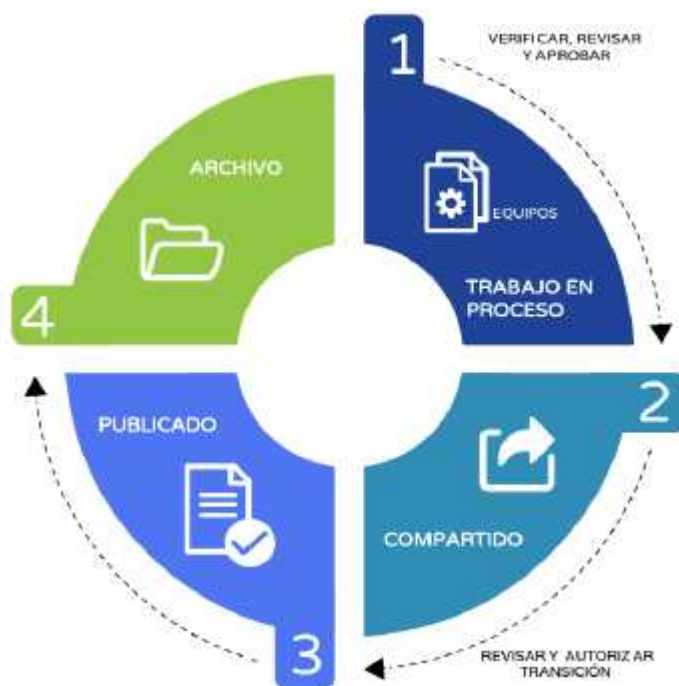 1
VERIFICAR, REVISAR
Y APROBAR
EQUIPOS
TRABAJO EN
PROCESO
2
COMPARTIDO
REVISAR Y AUTORIZAR
TRANSICIÓN
3
PUBLICADO
4
ARCHIVO